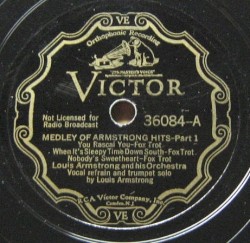 VE
Orthophonic Recording
"HIS MASTER'S VOICE"
VICTOR
Not Licensed for
Radio Broadcast
36084-A
MEDLEY OF ARMSTRONG HITS-Part 1
You Rascal You-Fox Trot
-When It's Sleepy Time Down South-Fox Trot
Nobody's Sweetheart-Fox Trot
Louis Armstrong and his Orchestra
Vocal refrain and trumpet solo
by Louis Armstrong
RCA Victor Company, Inc.
Camden, N.J.
VE